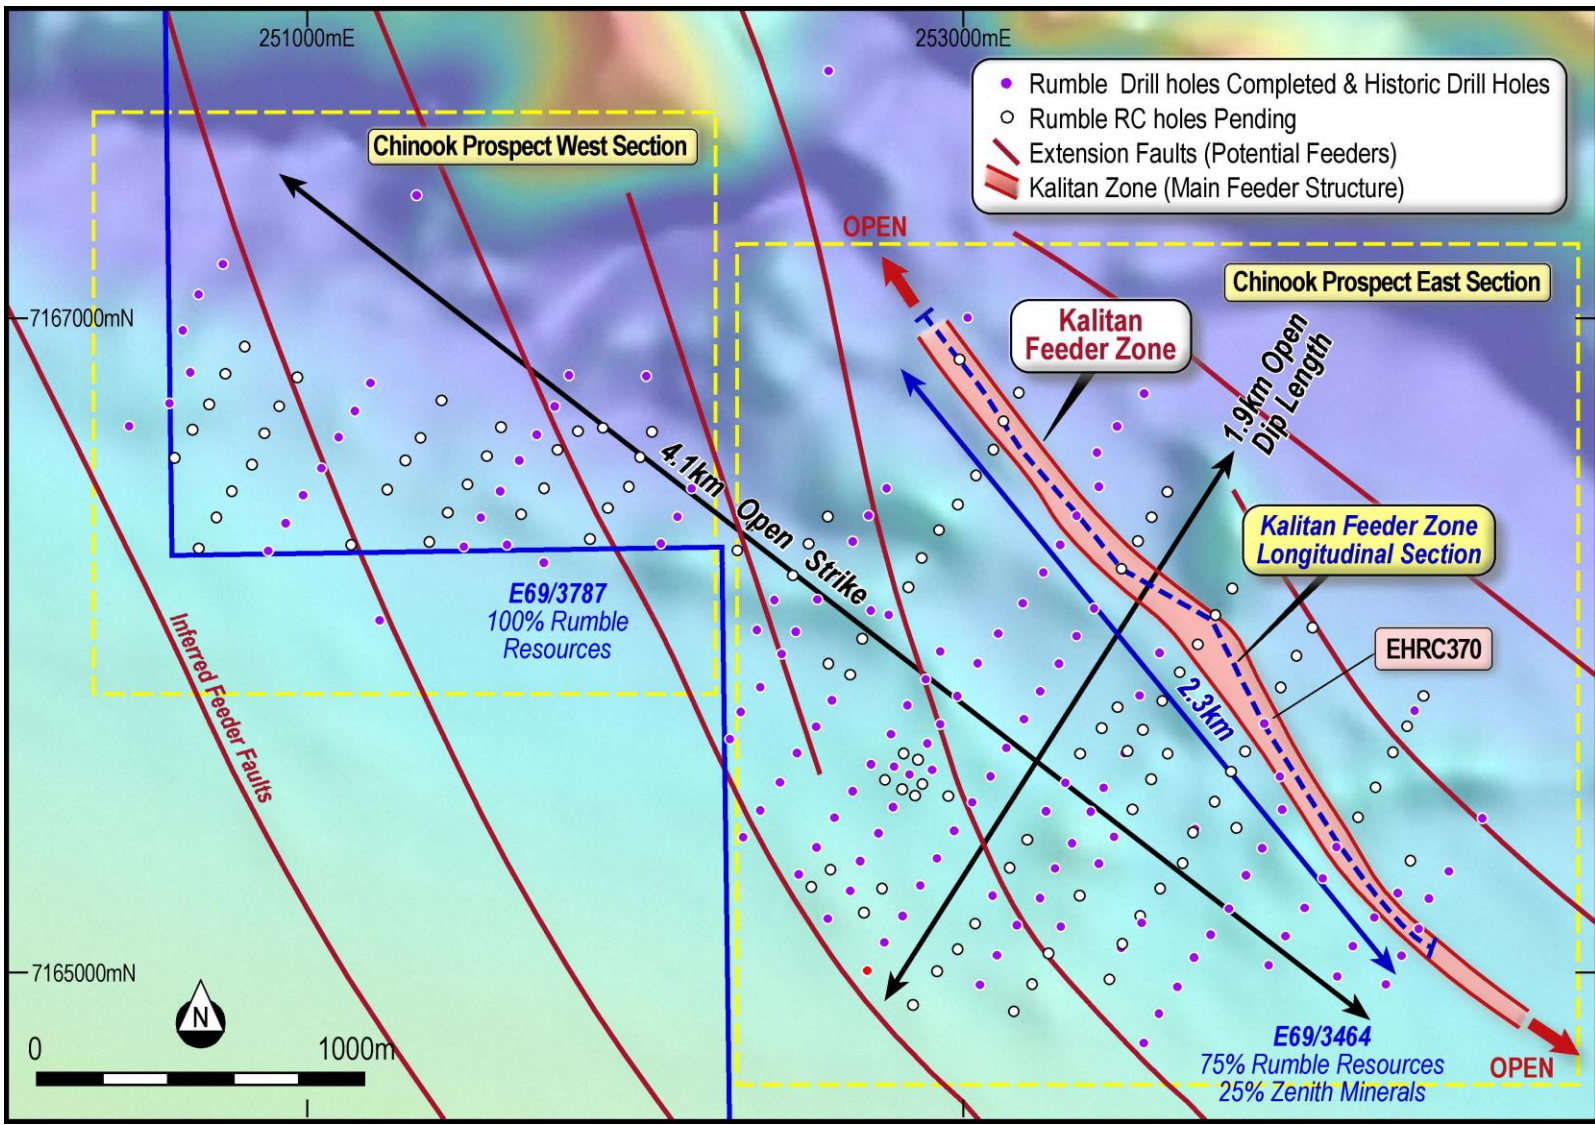 251000mE
253000mE
Rumble Drill holes Completed & Historic Drill Holes
Rumble RC holes Pending
Extension Faults (Potential Feeders)
Kalitan Zone (Main Feeder Structure)
Chinook Prospect West Section
OPEN
Chinook Prospect East Section
7167000mN
Kalitan
Feeder Zone
1.9km Open
Dip Length
4.1km Open Strike
Kalitan Feeder Zone
Longitudinal Section
E69/3787
100% Rumble
Resources
Inferred Feeder Faults
EHRC370
2.3km
7165000mN
N
0 1000m
E69/3464
75% Rumble Resources
25% Zenith Minerals
OPEN